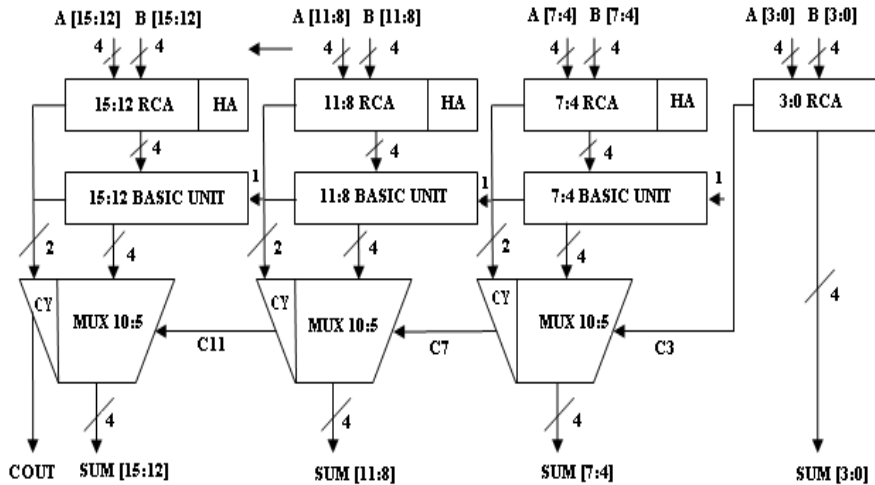 A [15:12] B [15:12] A [11:8] B [11:8] A [7:4] B [7:4] A [3:0] B [3:0]
4 4 4 4 4 4 4 4
15:12 RCA HA 11:8 RCA HA 7:4 RCA HA 3:0 RCA
4 4 4
1 1 1
15:12 BASIC UNIT 11:8 BASIC UNIT 7:4 BASIC UNIT
2 4 2 4 2 4
4
CY MUX 10:5 CY MUX 10:5 CY MUX 10:5
C11 C7 C3
4 4 4
COUT SUM [15:12] SUM [11:8] SUM [7:4] SUM [3:0]